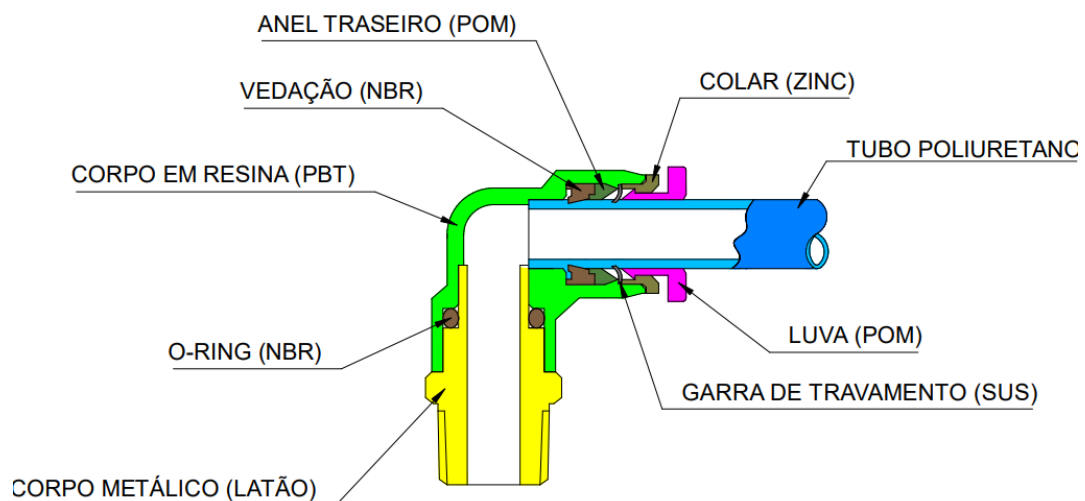 ANEL TRASEIRO (POM)
VEDAÇÃO (NBR)
COLAR (ZINC)
TUBO POLIURETANO
CORPO EM RESINA (PBT)
O-RING (NBR)
LUVA (POM)
GARRA DE TRAVAMENTO (SUS)
CORPO METÁLICO (LATÃO)